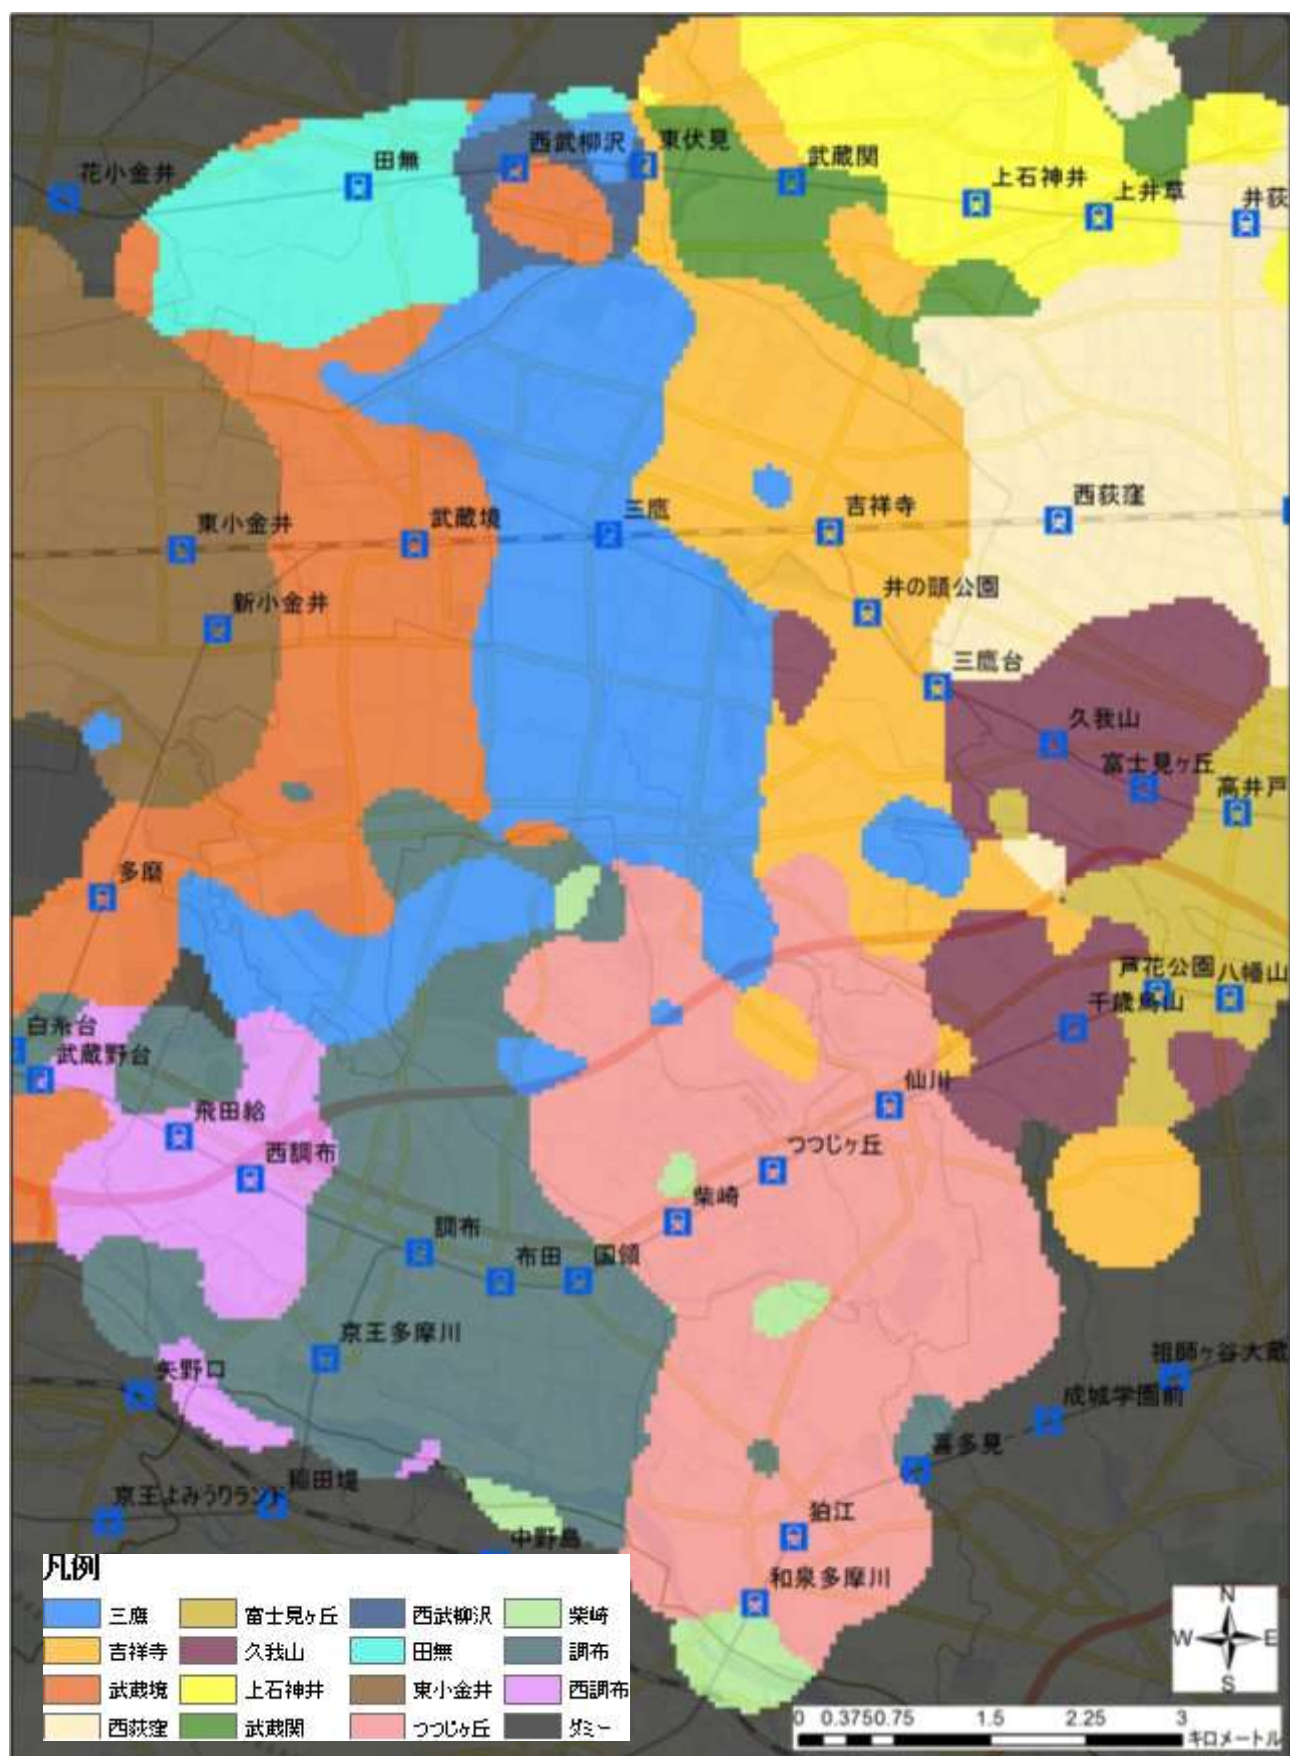 西武柳沢
東伏見
武蔵関
田無
花小金井
上石神井
上井草
井荻
三鷹
吉祥寺
西荻窪
東小金井
武蔵境
井の頭公園
新小金井
三鷹台
久我山
富士見ヶ丘
高井戸
多磨
芦花公園
八幡山
千歳烏山
白糸台
武蔵野台
仙川
飛田給
西調布
つつじヶ丘
柴崎
調布
布田
国領
京王多摩川
矢野口
祖師ヶ谷大蔵
成城学園前
喜多見
京王よみうりランド
稲田堤
狛江
中野島
和泉多摩川
凡例
三鷹 富士見ヶ丘 西武柳沢 柴崎
吉祥寺 久我山 田無 調布
武蔵境 上石神井 東小金井 西調布
西荻窪 武蔵関 つつじヶ丘 ダミー
N
W E
S
0 0.375 0.75 1.5 2.25 3
キロメートル